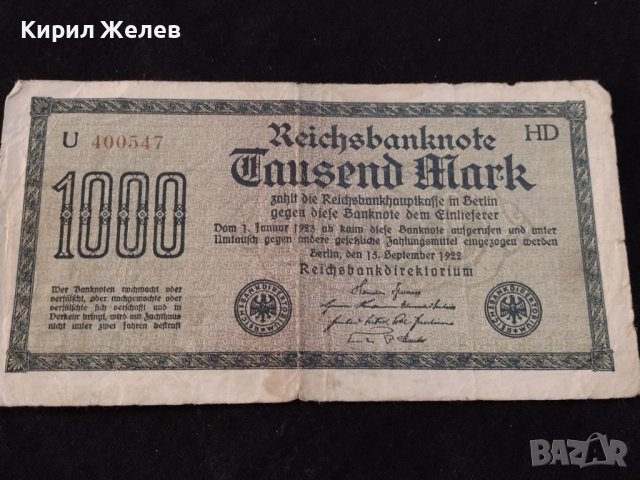 Кирил Желев
U 400547
HD
1000
Reichsbanknote
Tausend Mark
zahlt die Reichsbankhauptkasse in Berlin
gegen diese Banknote dem Einlieferer
Vom 1. Januar 1923 ab kann diese Banknote aufgerufen und unter
Umtausch gegen andere gesetzliche Zahlungsmittel eingezogen werden
Berlin, den 15. September 1922
Reichsbankdirektorium
Wer Banknoten nachmacht oder
verfälscht, oder nachgemachte oder
verfälschte sich verschafft und in
Verkehr bringt, wird mit Zuchthaus
nicht unter zwei Jahren bestraft
REICHSBANKDIREKTORIUM
REICHSBANKDIREKTORIUM
BAZAR